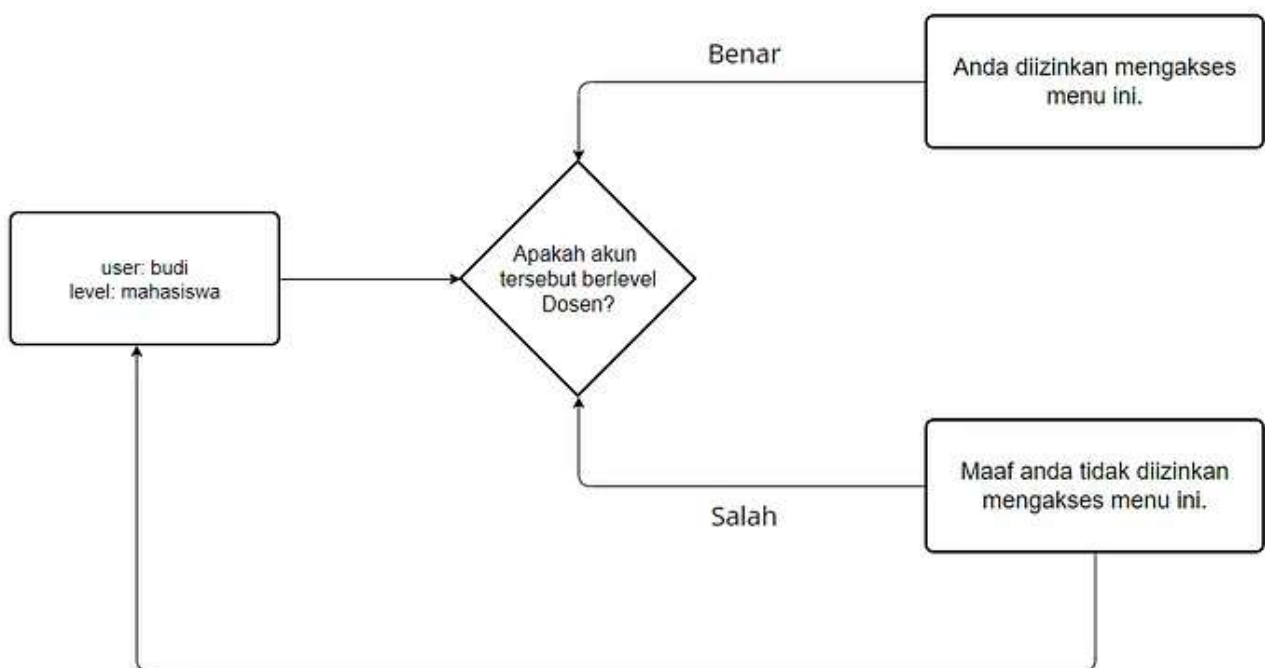 Benar
Anda diizinkan mengakses
menu ini.
user: budi
level: mahasiswa
Apakah akun
tersebut berlevel
Dosen?
Maaf anda tidak diizinkan
mengakses menu ini.
Salah